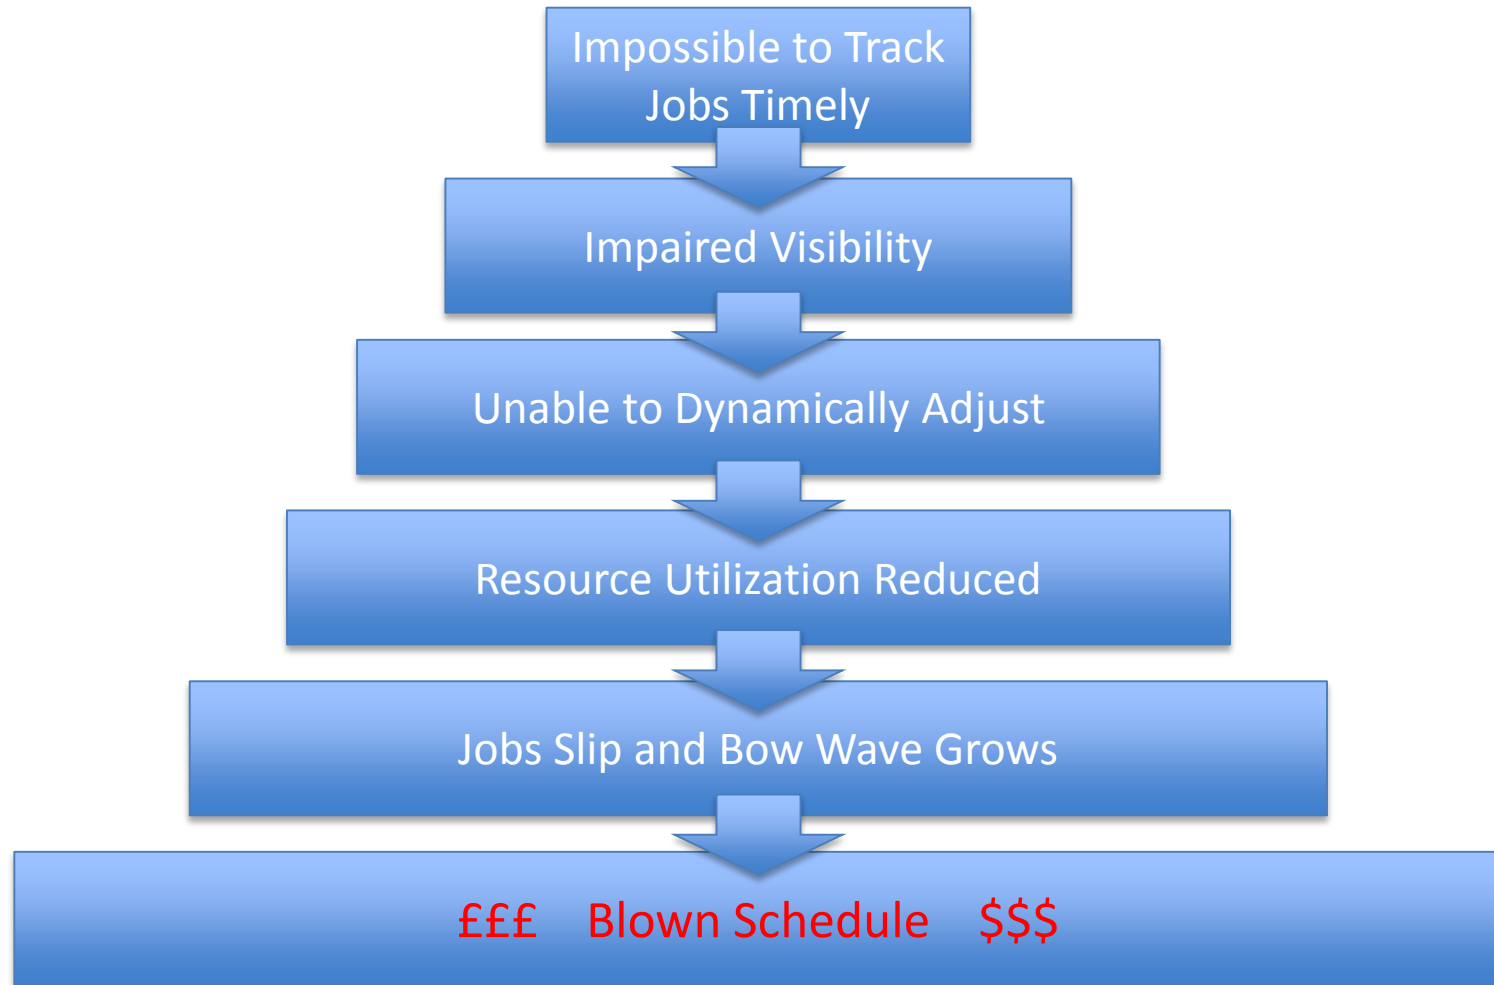 Impossible to Track
Jobs Timely
Impaired Visibility
Unable to Dynamically Adjust
Resource Utilization Reduced
Jobs Slip and Bow Wave Grows
£££ Blown Schedule $$$